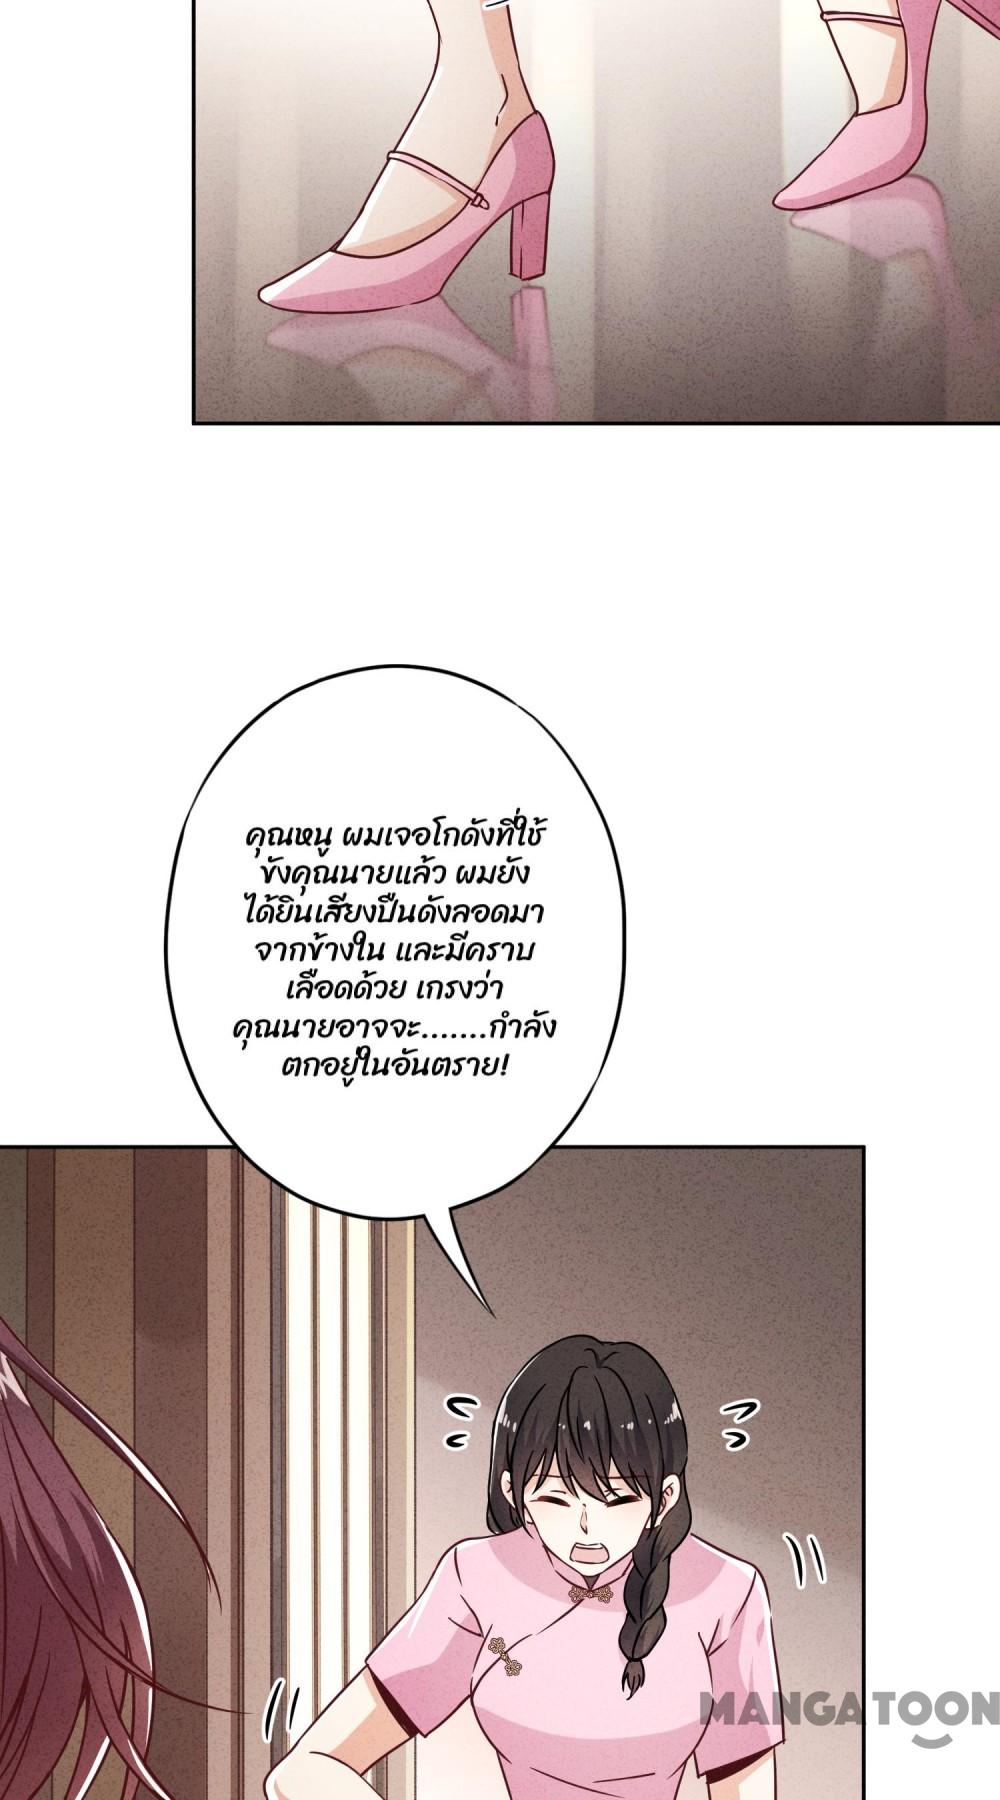 คุณหนู ผมเจอโกดังที่ใช้
ขังคุณนายแล้ว ผมยัง
ได้ยินเสียงปืนดังลอดมา
จากข้างใน และมีคราบ
เลือดด้วย เกรงว่า
คุณนายอาจจะ.......กำลัง
ตกอยู่ในอันตราย!
MANGATOON